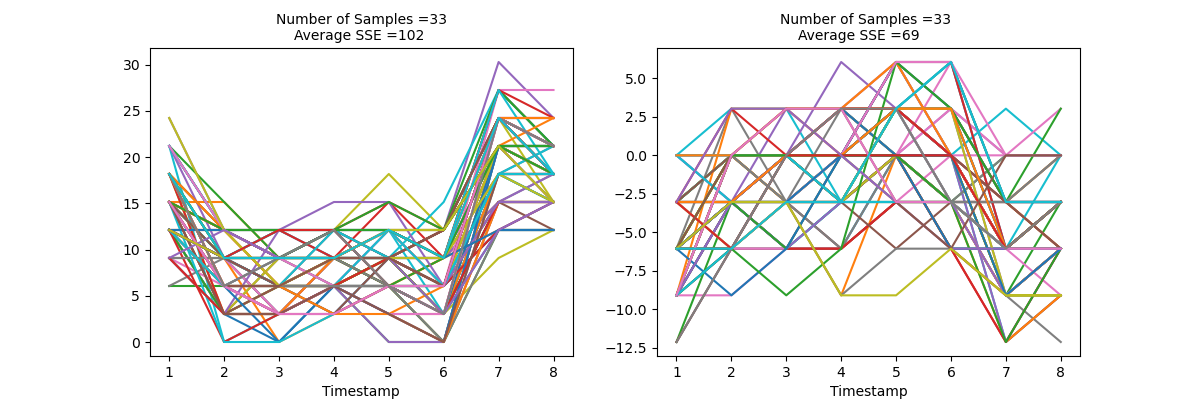 Number of Samples =33
Average SSE =102
30
25
20
15
10
5
0
1 2 3 4 5 6 7 8
Timestamp
Number of Samples =33
Average SSE =69
5.0
2.5
0.0
−2.5
−5.0
−7.5
−10.0
−12.5
1 2 3 4 5 6 7 8
Timestamp